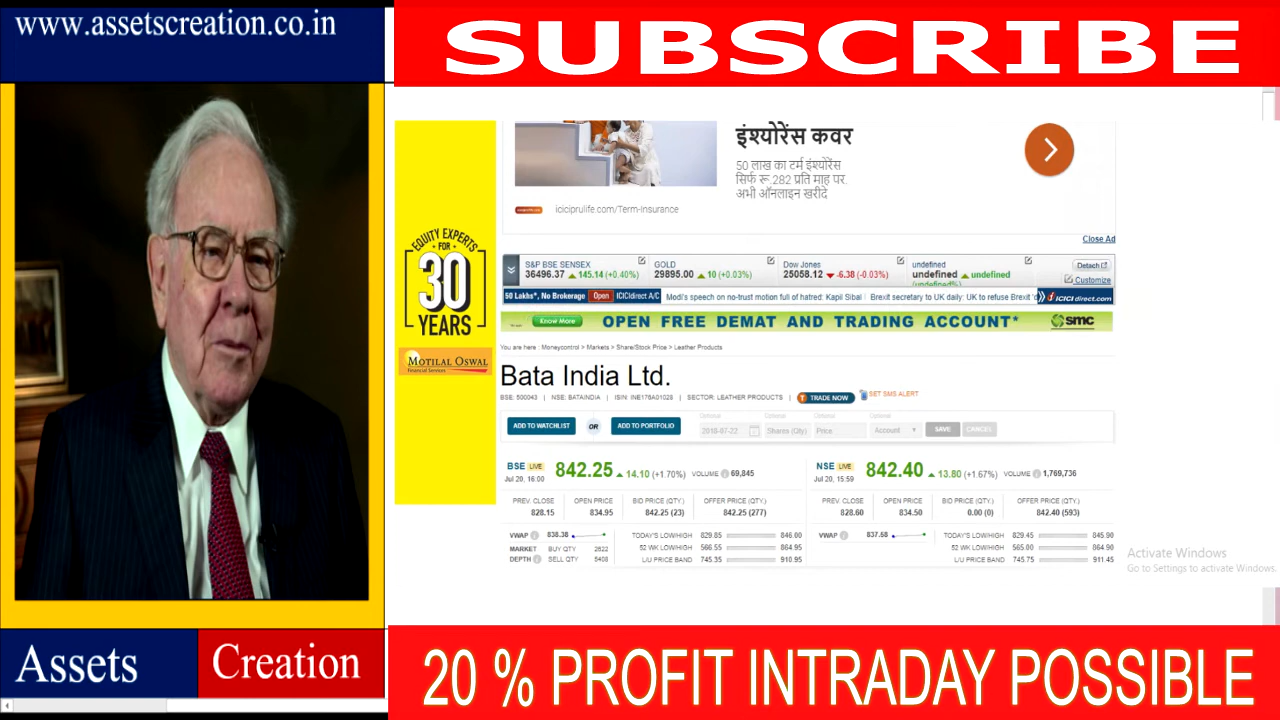 www.assetscreation.co.in
SUBSCRIBE
इंश्योरेंस कवर
50 लाख का टर्म इंश्योरेंस
सिर्फ रू.282 प्रति माह पर.
अभी ऑनलाइन खरीदे
iciciprulife.com/Term-Insurance
Close Ad
EQUITY EXPERTS
FOR
30
YEARS
MOTILAL OSWAL
Financial Services
S&P BSE SENSEX
36496.37 145.14 (+0.40%)
GOLD
29895.00 10 (+0.03%)
Dow Jones
25058.12 -6.38 (-0.03%)
undefined
undefined undefined
(undefined%)
Detach
Customize
50 Lakhs*, No Brokerage Open ICICIdirect A/C Modi's speech on no-trust motion full of hatred: Kapil Sibal | Brexit secretary to UK daily: UK to refuse Brexit ICICI direct.com
Know More OPEN FREE DEMAT AND TRADING ACCOUNT* smc
You are here : Moneycontrol > Markets > Share/Stock Price > Leather Products
Bata India Ltd.
BSE: 500043 | NSE: BATAINDIA | ISIN: INE176A01028 | SECTOR: LEATHER PRODUCTS | TRADE NOW SET SMS ALERT
ADD TO WATCHLIST OR ADD TO PORTFOLIO
Optional Optional Optional Optional
2018-07-22 Shares (Qty) Price Account SAVE CANCEL
BSE LIVE 842.25 14.10 (+1.70%) VOLUME 69,845
Jul 20, 16:00
PREV. CLOSE OPEN PRICE BID PRICE (QTY.) OFFER PRICE (QTY.)
828.15 834.95 842.25 (23) 842.25 (277)
VWAP 838.38 TODAY'S LOW/HIGH 829.85 846.00
MARKET BUY QTY 2622 52 WK LOW/HIGH 566.55 864.95
DEPTH SELL QTY 5408 L/U PRICE BAND 745.35 910.95
NSE LIVE 842.40 13.80 (+1.67%) VOLUME 1,769,736
Jul 20, 15:59
PREV. CLOSE OPEN PRICE BID PRICE (QTY.) OFFER PRICE (QTY.)
828.60 834.50 0.00 (0) 842.40 (593)
VWAP 837.68 TODAY'S LOW/HIGH 829.45 845.90
52 WK LOW/HIGH 565.00 864.90
L/U PRICE BAND 745.75 911.45
Activate Windows
Go to Settings to activate Windows.
Assets Creation
20 % PROFIT INTRADAY POSSIBLE